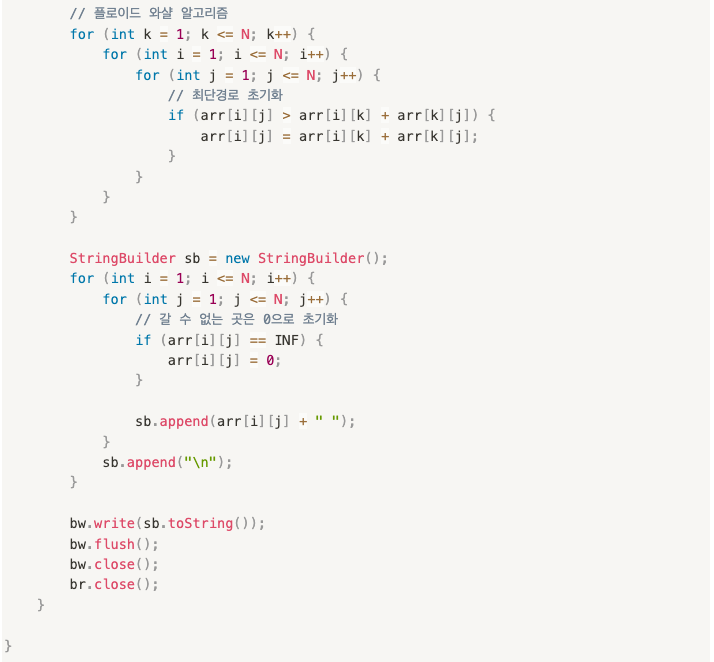 // 플로이드 와샬 알고리즘
for (int k = 1; k <= N; k++) {
for (int i = 1; i <= N; i++) {
for (int j = 1; j <= N; j++) {
// 최단경로 초기화
if (arr[i][j] > arr[i][k] + arr[k][j]) {
arr[i][j] = arr[i][k] + arr[k][j];
}
}
}
}
StringBuilder sb = new StringBuilder();
for (int i = 1; i <= N; i++) {
for (int j = 1; j <= N; j++) {
// 갈 수 없는 곳은 0으로 초기화
if (arr[i][j] == INF) {
arr[i][j] = 0;
}
sb.append(arr[i][j] + " ");
}
sb.append("\n");
}
bw.write(sb.toString());
bw.flush();
bw.close();
br.close();
}
}